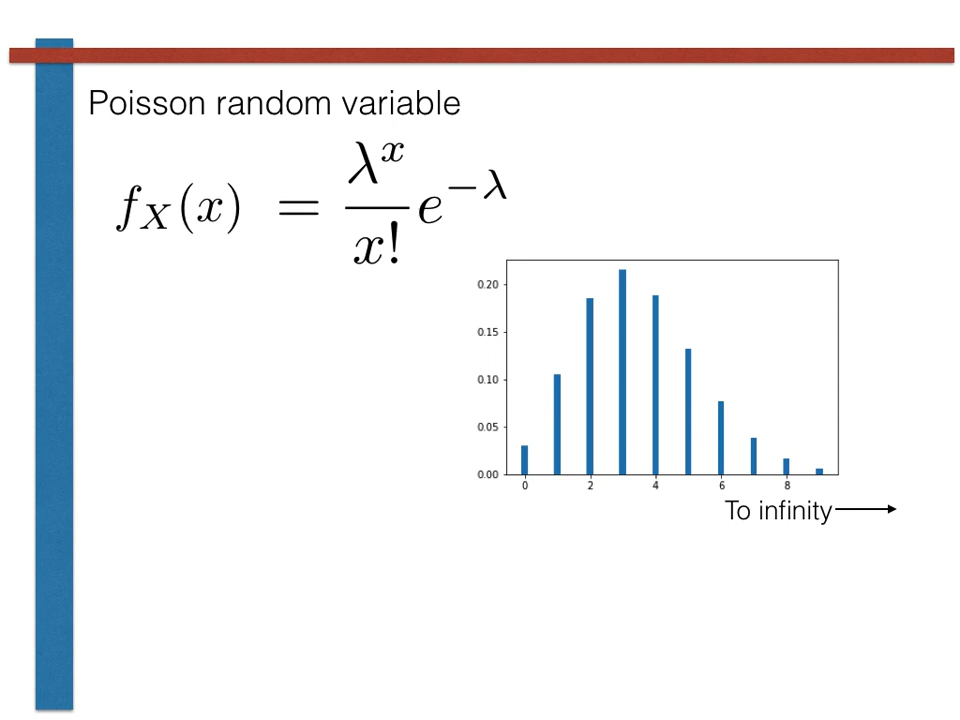 Poisson random variable
f_X(x) = \frac{λ^x}{x!} e^{-λ}
0.20
0.15
0.10
0.05
0.00
0 2 4 6 8
To infinity